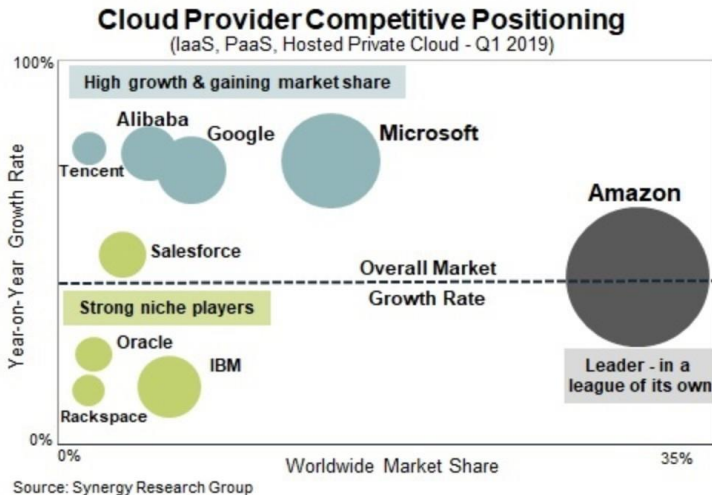 Cloud Provider Competitive Positioning
(IaaS, PaaS, Hosted Private Cloud - Q1 2019)
100%
High growth & gaining market share
Alibaba
Google
Microsoft
Tencent
Amazon
Salesforce
Overall Market
Growth Rate
Strong niche players
Oracle
IBM
Rackspace
Leader - in a
league of its own
Year-on-Year Growth Rate
0%
0%
Worldwide Market Share
35%
Source: Synergy Research Group